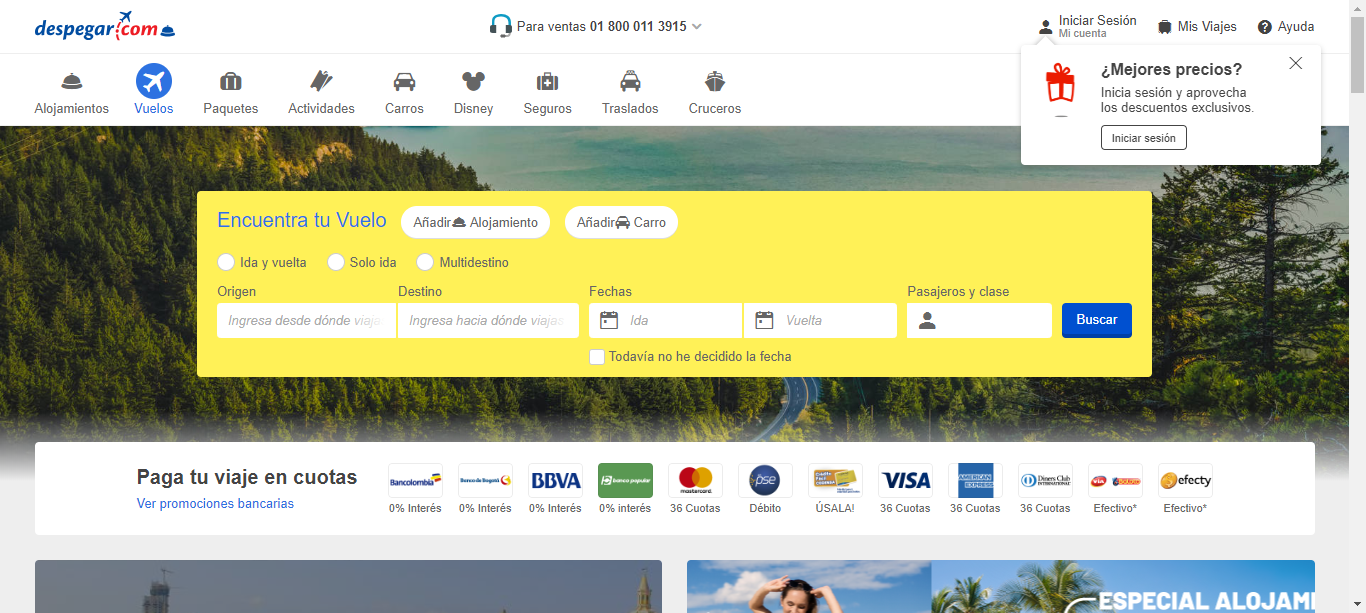 despegar.com
Para ventas 01 800 011 3915
Iniciar Sesión
Mi cuenta
Mis Viajes
Ayuda
¿Mejores precios?
Inicia sesión y aprovecha
los descuentos exclusivos.
Iniciar sesión
Alojamientos
Vuelos
Paquetes
Actividades
Carros
Disney
Seguros
Traslados
Cruceros
Encuentra tu Vuelo
Añadir Alojamiento
Añadir Carro
Ida y vuelta
Solo ida
Multidestino
Origen
Destino
Fechas
Pasajeros y clase
Ingresa desde dónde viaja
Ingresa hacia dónde viajas
Ida
Vuelta
Buscar
Todavía no he decidido la fecha
Paga tu viaje en cuotas
Ver promociones bancarias
Bancolombia
0% Interés
Banco de Bogotá
0% Interés
BBVA
0% Interés
banco popular
0% interés
mastercard
36 Cuotas
pse
Débito
ÚSALA!
VISA
36 Cuotas
AMERICAN EXPRESS
36 Cuotas
Diners Club
INTERNATIONAL
36 Cuotas
via
BALOTO
Efectivo*
efecty
Efectivo*
ESPECIAL ALOJAMI